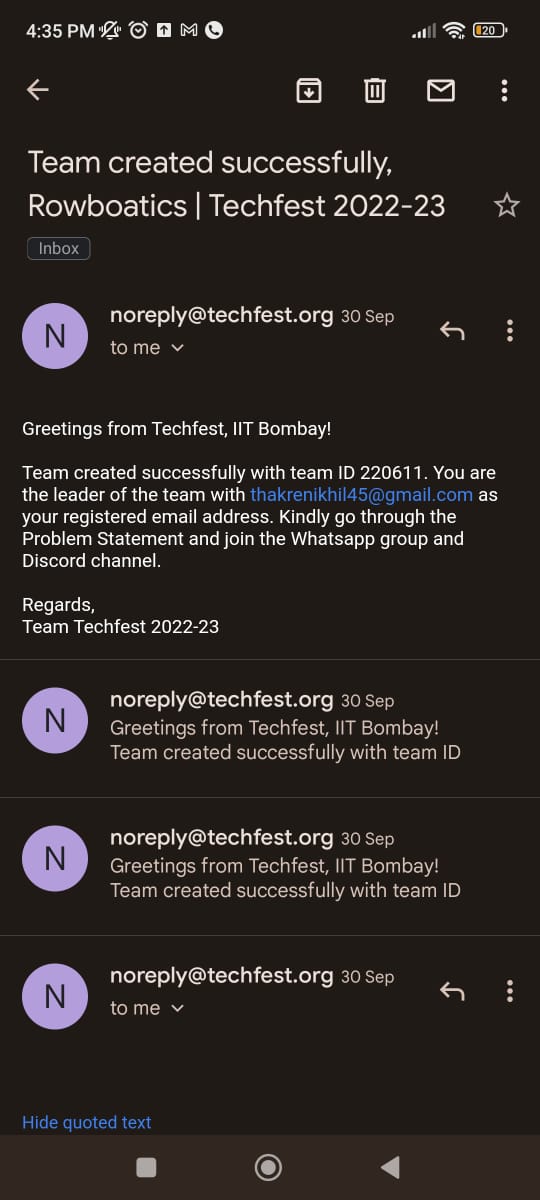 4:35 PM
20
Team created successfully,
Rowboatics | Techfest 2022-23
Inbox
N
noreply@techfest.org 30 Sep
to me
Greetings from Techfest, IIT Bombay!
Team created successfully with team ID 220611. You are
the leader of the team with thakrenikhil45@gmail.com as
your registered email address. Kindly go through the
Problem Statement and join the Whatsapp group and
Discord channel.
Regards,
Team Techfest 2022-23
N
noreply@techfest.org 30 Sep
Greetings from Techfest, IIT Bombay!
Team created successfully with team ID
N
noreply@techfest.org 30 Sep
Greetings from Techfest, IIT Bombay!
Team created successfully with team ID
N
noreply@techfest.org 30 Sep
to me
Hide quoted text